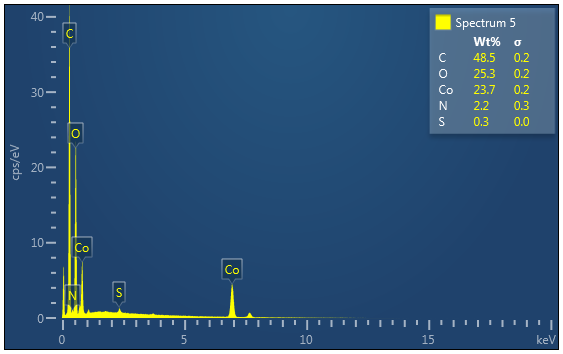 Spectrum 5
Wt% σ
C 48.5 0.2
O 25.3 0.2
Co 23.7 0.2
N 2.2 0.3
S 0.3 0.0
40
C
30
O
cps/eV
20
10
Co
Co
N
S
0
0 5 10 15 keV